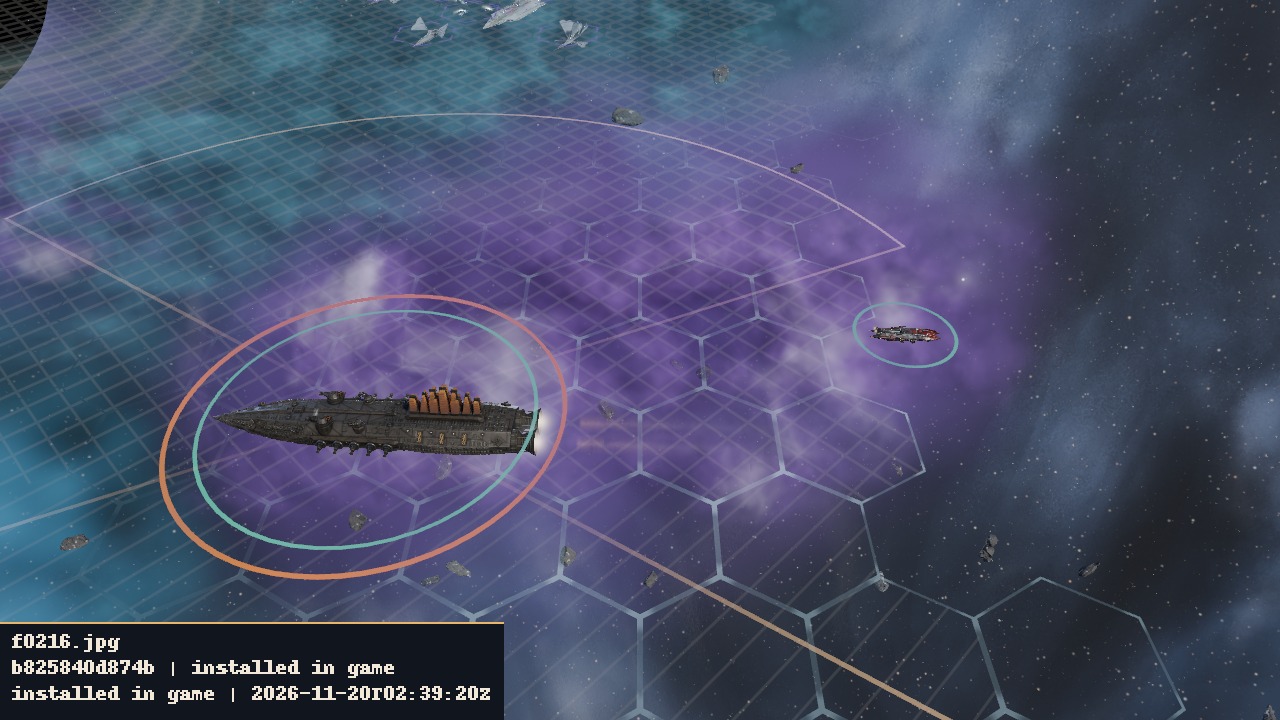 f0216.jpg
b825840d874b | installed in game
installed in game | 2026-11-20T02:39:20Z